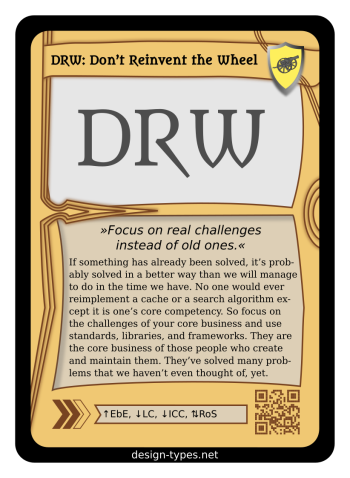 DRW: Don't Reinvent the Wheel
DRW
»Focus on real challenges
instead of old ones.«
If something has already been solved, it's prob-
ably solved in a better way than we will manage
to do in the time we have. No one would ever
reimplement a cache or a search algorithm ex-
cept it is one's core competency. So focus on
the challenges of your core business and use
standards, libraries, and frameworks. They are
the core business of those people who create
and maintain them. They've solved many prob-
lems that we haven't even thought of, yet.
↑EbE, ↓LC, ↓ICC, ⇅RoS
design-types.net